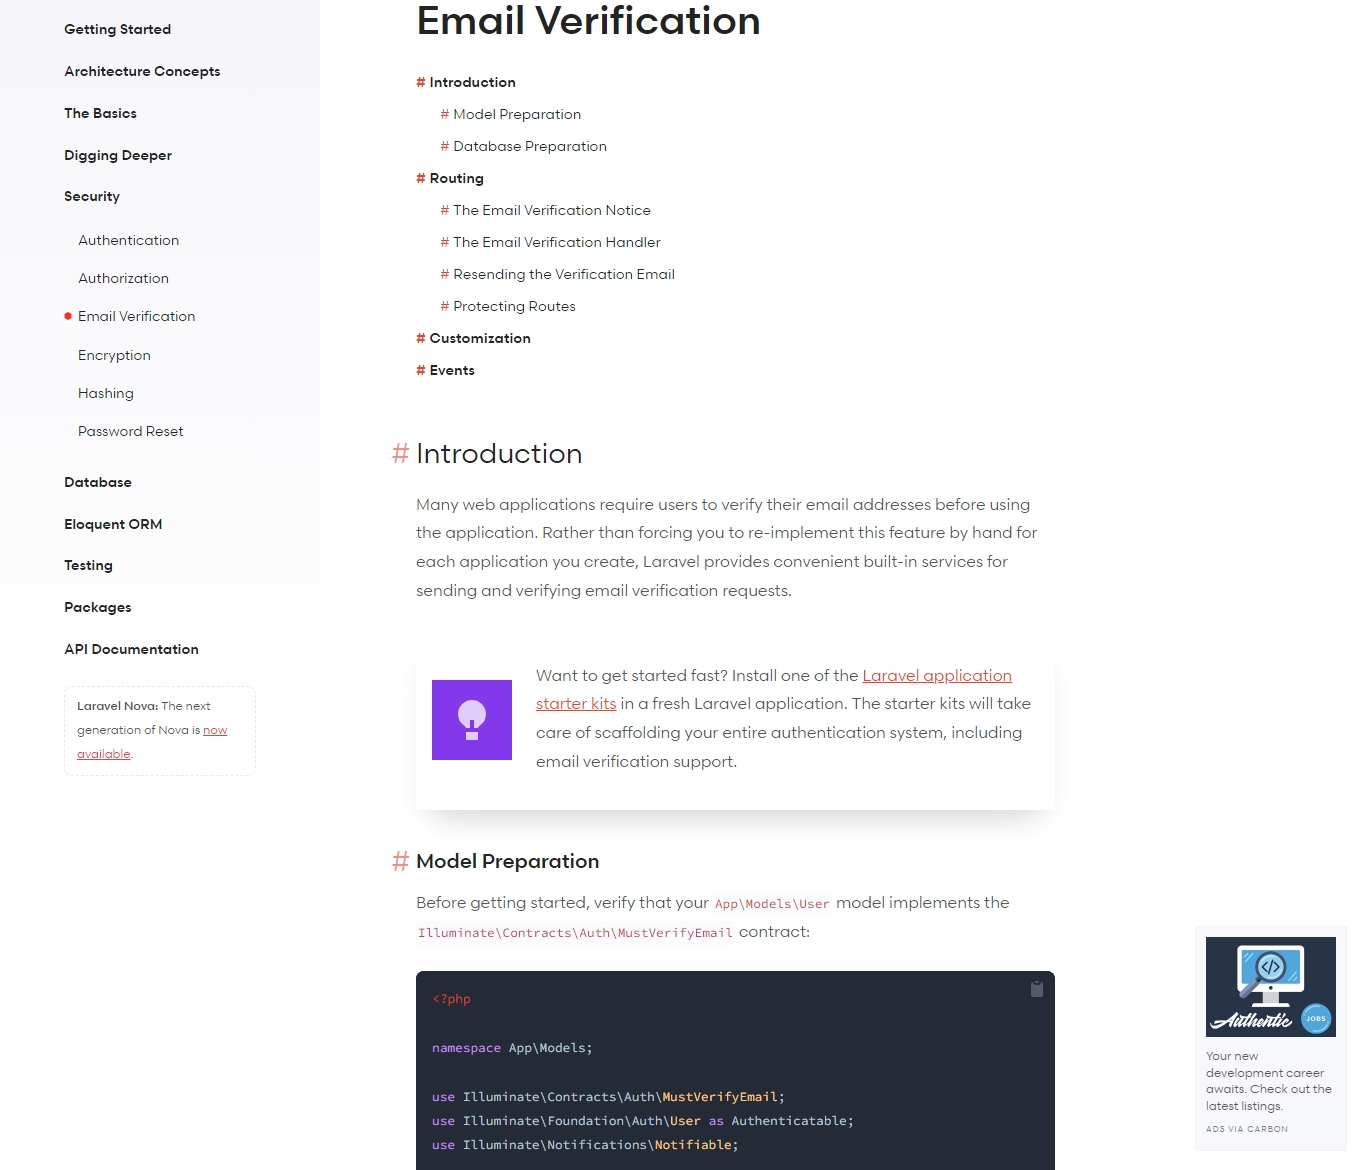 Getting Started
Architecture Concepts
The Basics
Digging Deeper
Security
Authentication
Authorization
Email Verification
Encryption
Hashing
Password Reset
Database
Eloquent ORM
Testing
Packages
API Documentation
Laravel Nova: The next
generation of Nova is now
available.
Email Verification
# Introduction
# Model Preparation
# Database Preparation
# Routing
# The Email Verification Notice
# The Email Verification Handler
# Resending the Verification Email
# Protecting Routes
# Customization
# Events
# Introduction
Many web applications require users to verify their email addresses before using
the application. Rather than forcing you to re-implement this feature by hand for
each application you create, Laravel provides convenient built-in services for
sending and verifying email verification requests.
Want to get started fast? Install one of the Laravel application
starter kits in a fresh Laravel application. The starter kits will take
care of scaffolding your entire authentication system, including
email verification support.
# Model Preparation
Before getting started, verify that your App\Models\User model implements the
Illuminate\Contracts\Auth\MustVerifyEmail contract:
<?php
namespace App\Models;
use Illuminate\Contracts\Auth\MustVerifyEmail;
use Illuminate\Foundation\Auth\User as Authenticatable;
use Illuminate\Notifications\Notifiable;
</>
Authentic
JOBS
Your new
development career
awaits. Check out the
latest listings.
ADS VIA CARBON